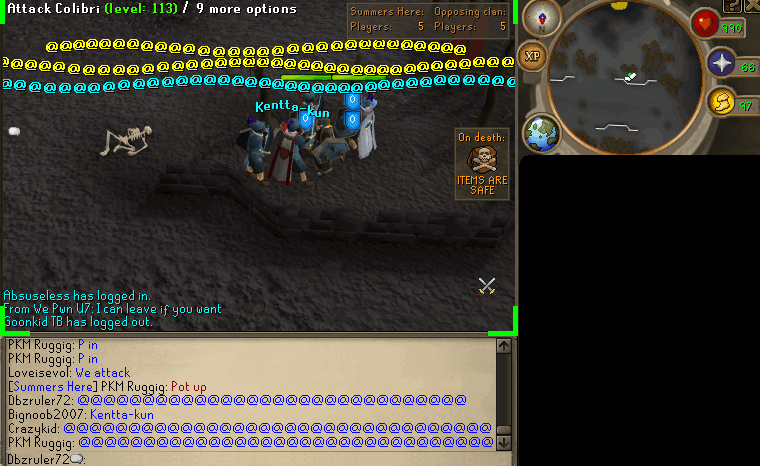 Attack Colibri (level: 113) / 9 more options
Summers Here: Opposing clan:
Players: 5 Players: 5
N
XP
990
66
97
@@@@@@@@@@@@@@@@@@@@@@@@@@@@@@
@@@@@@@@@@@@@@@@@@@@@@@@@@@@@@@@
@@@@@@@@@@@@@@@@@@@@@@@@@@@@@@@@
Kentta-kun
0
0
0
On death:
ITEMS ARE
SAFE
Absuseless has logged in.
From We Pwn U7: I can leave if you want
Goonkid TB has logged out.
PKM Ruggig: P in
PKM Ruggig: P in
Loveisevol: We attack
[Summers Here] PKM Ruggig: Pot up
Dbzruler72: @@@@@@@@@@@@@@@@@@@@@@@@@@@@@@
Bignoob2007: Kentta-kun
Crazykid: @@@@@@@@@@@@@@@@@@@@@@@@@@@@@@@@
PKM Ruggig: @@@@@@@@@@@@@@@@@@@@@@@@@@@@@@@@
Dbzruler72: